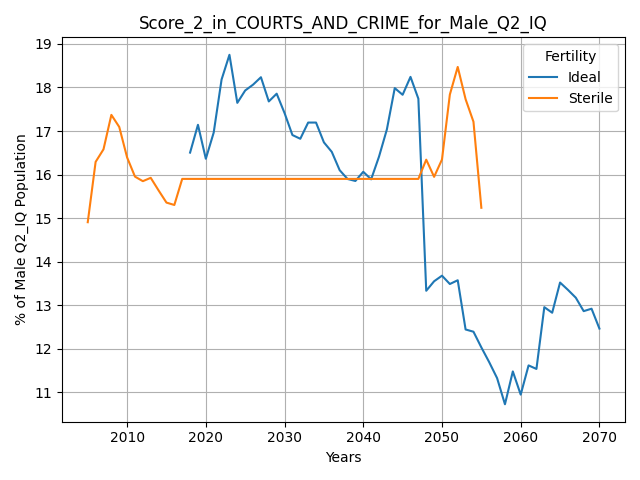 Score_2_in_COURTS_AND_CRIME_for_Male_Q2_IQ
Fertility
Ideal
Sterile
% of Male Q2_IQ Population
19
18
17
16
15
14
13
12
11
2010 2020 2030 2040 2050 2060 2070
Years